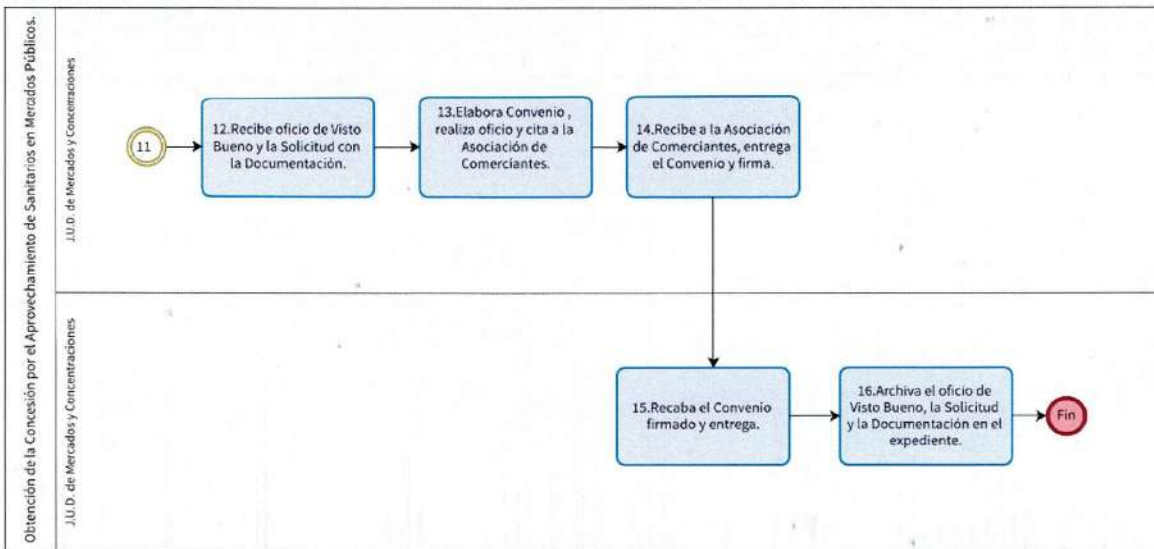 Obtención de la Concesión por el Aprovechamiento de Sanitarios en Merados Públicos.
J.U.D. de Mercados y Concentraciones
11
12.Recibe oficio de Visto
Bueno y la Solicitud con
la Documentación.
13.Elabora Convenio ,
realiza oficio y cita a la
Asociación de
Comerciantes.
14.Recibe a la Asociación
de Comerciantes, entrega
el Convenio y firma.
J.U.D. de Mercados y Concentraciones
15.Recaba el Convenio
firmado y entrega.
16.Archiva el oficio de
Visto Bueno, la Solicitud
y la Documentación en el
expediente.
Fin